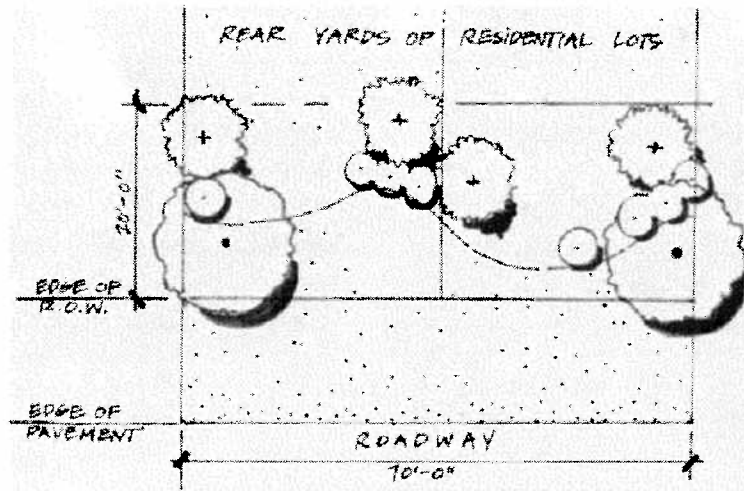 REAR YARDS OF RESIDENTIAL LOTS
20'-0"
EDGE OF
R.O.W.
EDGE OF
PAVEMENT
ROADWAY
70'-0"